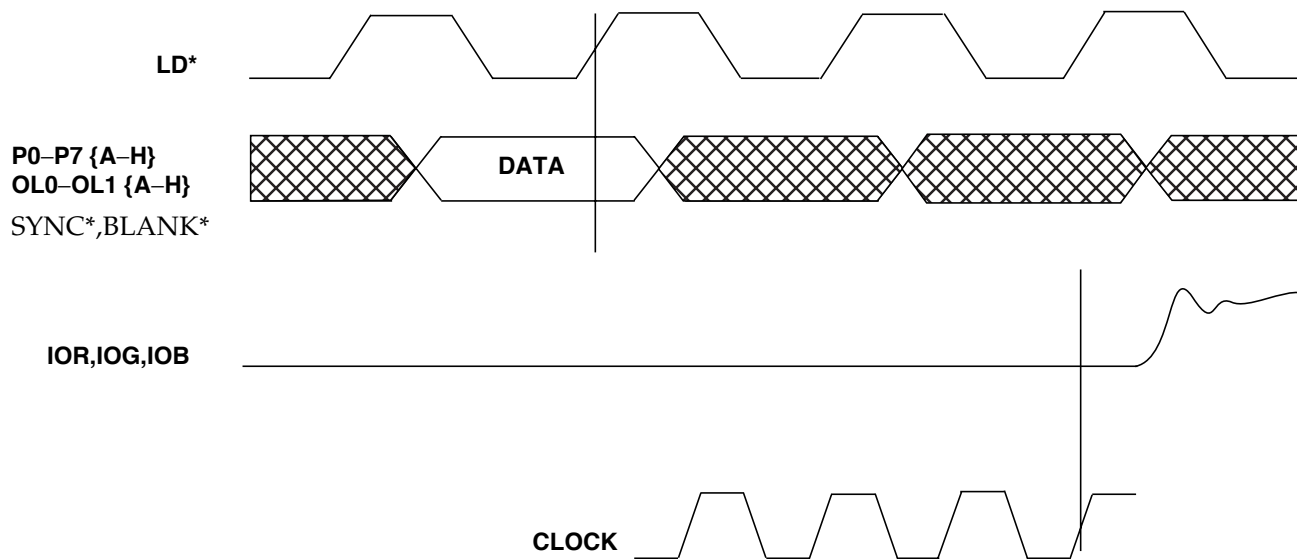 LD*
P0–P7 {A–H}
DATA
OL0–OL1 {A–H}
SYNC*,BLANK*
IOR,IOG,IOB
CLOCK